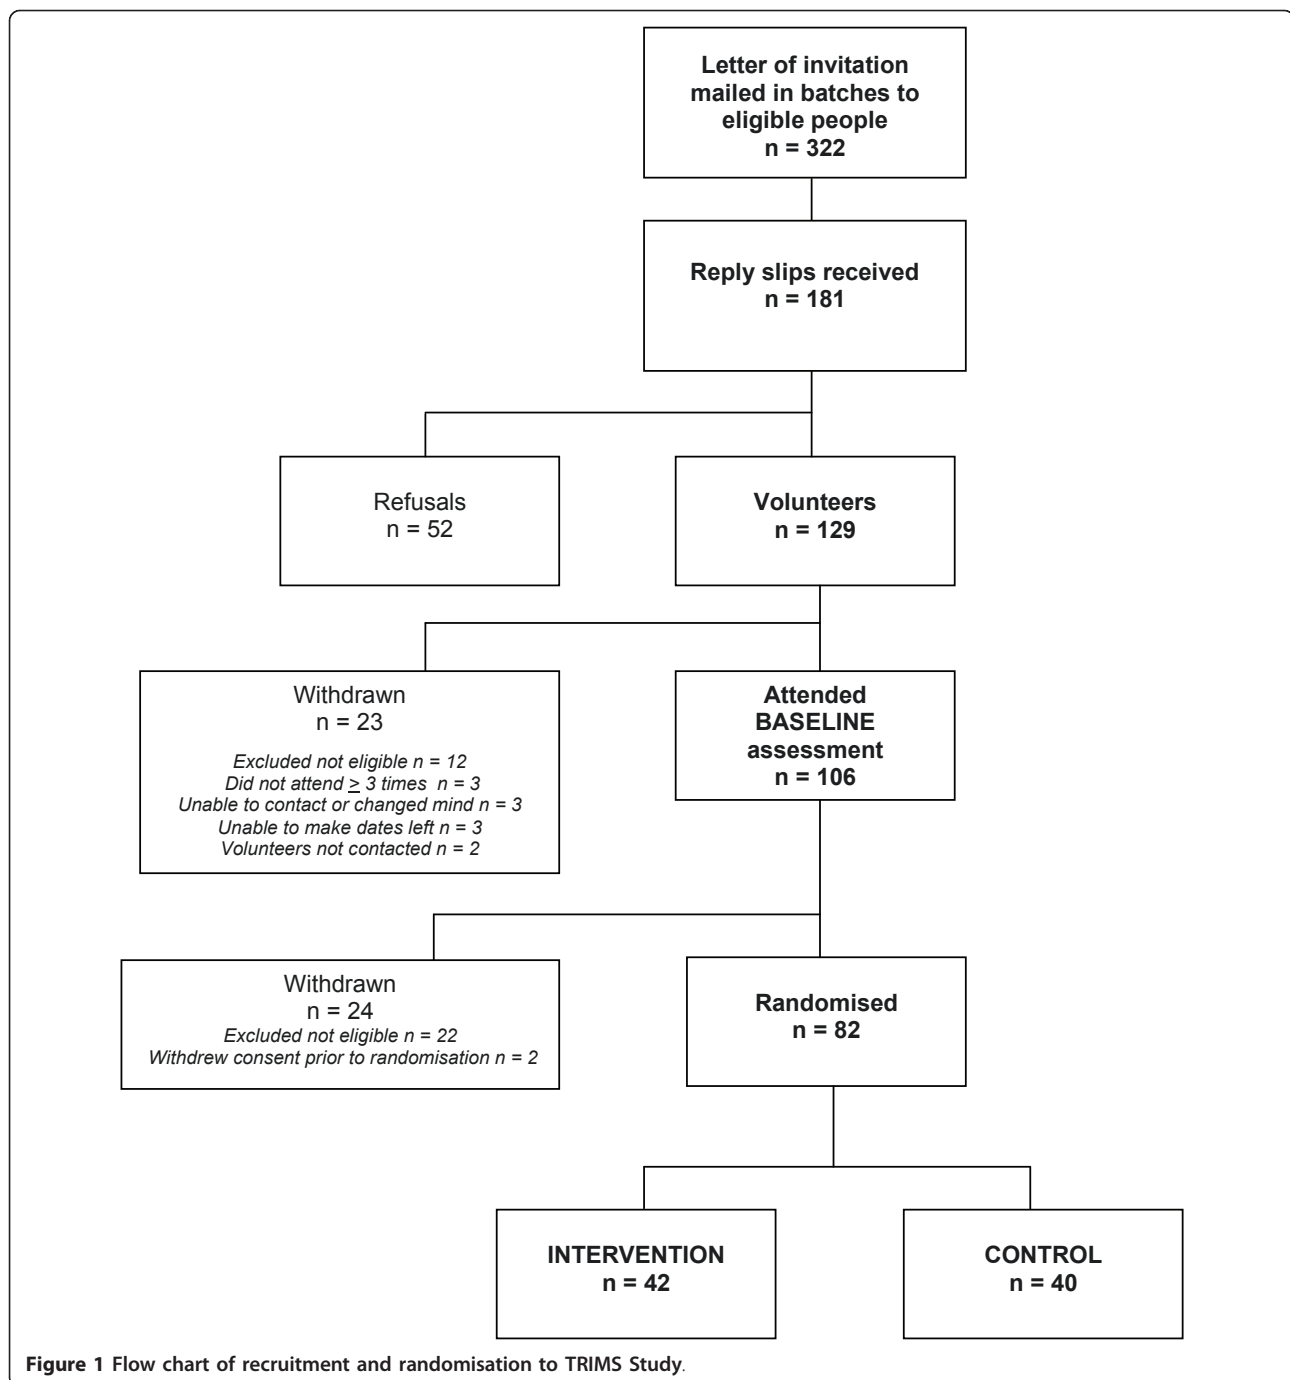 Letter of invitation
mailed in batches to
eligible people
n = 322
Reply slips received
n = 181
Refusals
n = 52
Volunteers
n = 129
Withdrawn
n = 23
Excluded not eligible n = 12
Did not attend ≥ 3 times n = 3
Unable to contact or changed mind n = 3
Unable to make dates left n = 3
Volunteers not contacted n = 2
Attended
BASELINE
assessment
n = 106
Withdrawn
n = 24
Excluded not eligible n = 22
Withdrew consent prior to randomisation n = 2
Randomised
n = 82
INTERVENTION
n = 42
CONTROL
n = 40
Figure 1 Flow chart of recruitment and randomisation to TRIMS Study.